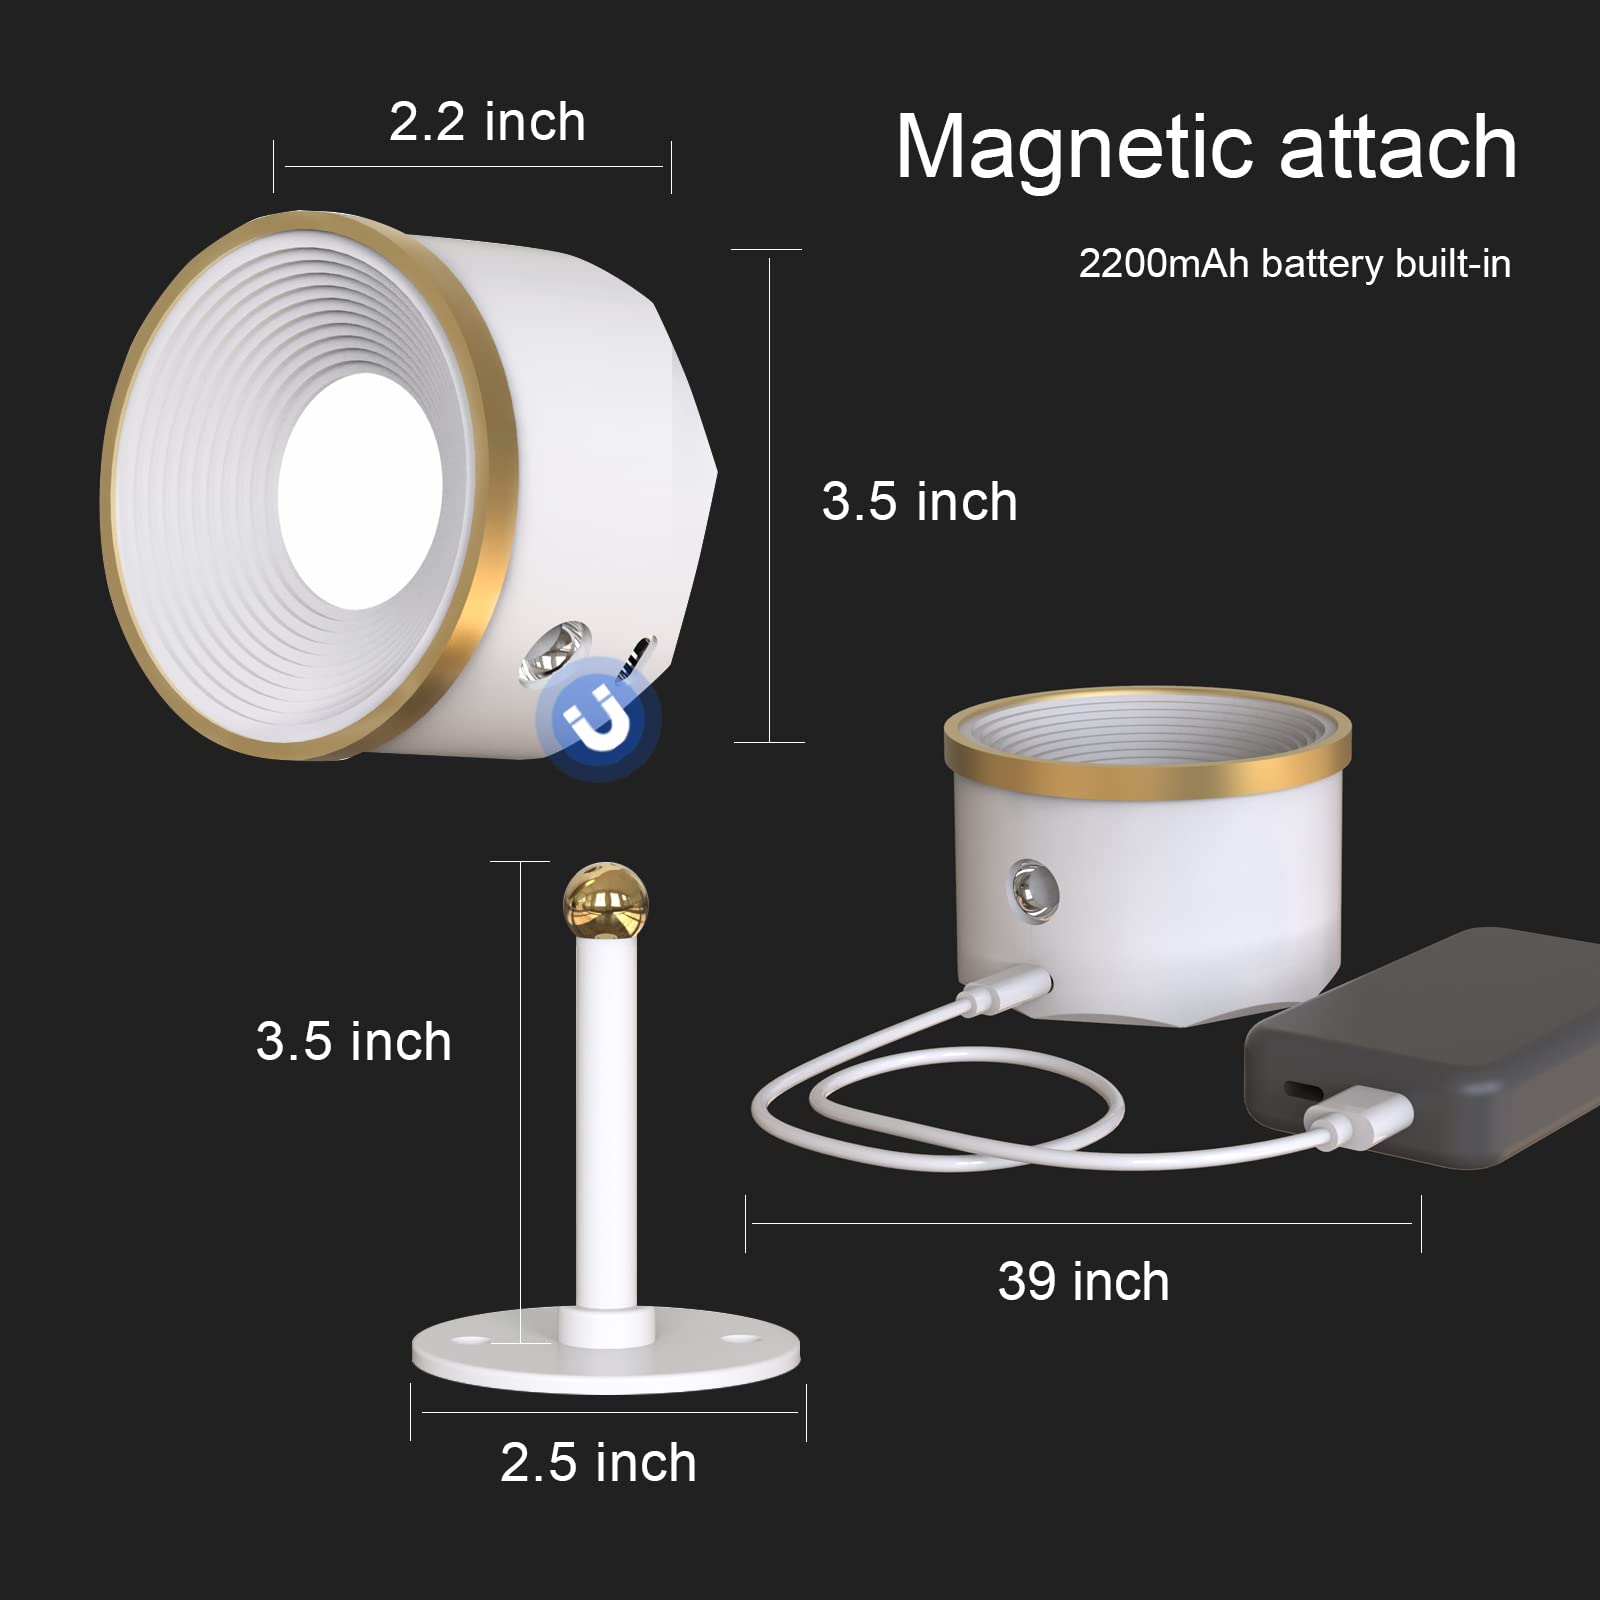 2.2 inch
Magnetic attach
2200mAh battery built-in
3.5 inch
3.5 inch
39 inch
2.5 inch